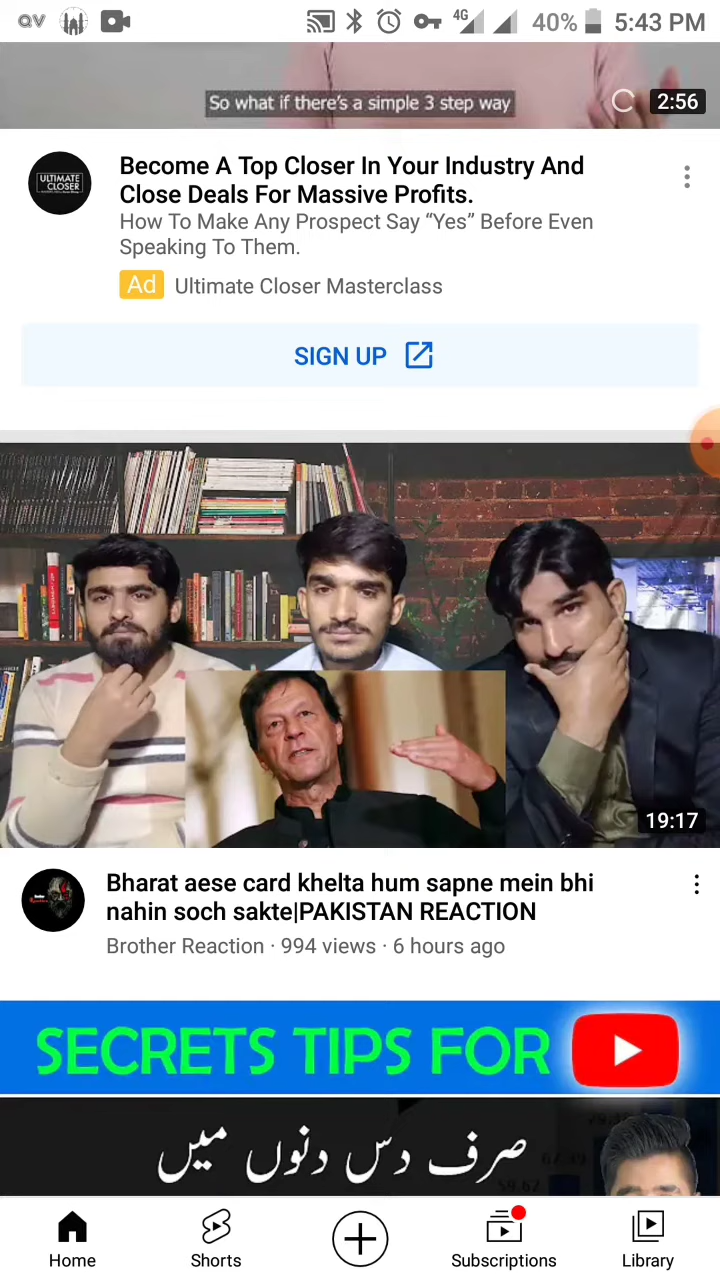 QV
4G
40%
5:43 PM
So what if there's a simple 3 step way
2:56
ULTIMATE
CLOSER
Become A Top Closer In Your Industry And
Close Deals For Massive Profits.
How To Make Any Prospect Say “Yes” Before Even
Speaking To Them.
Ad Ultimate Closer Masterclass
SIGN UP
19:17
Bharat aese card khelta hum sapne mein bhi
nahin soch sakte|PAKISTAN REACTION
Brother Reaction · 994 views · 6 hours ago
SECRETS TIPS FOR
صرف دس دنوں میں
Home
Shorts
Subscriptions
Library